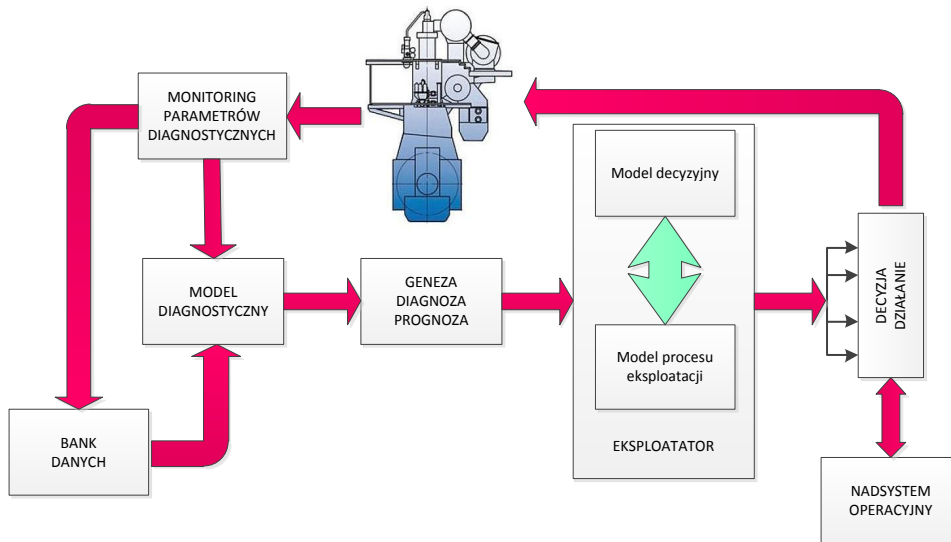 MONITORING
PARAMETRÓW
DIAGNOSTYCZNYCH
Model decyzyjny
MODEL
DIAGNOSTYCZNY
GENEZA
DIAGNOZA
PROGNOZA
DECYZJA
DZIAŁANIE
Model procesu
eksploatacji
EKSPLOATATOR
BANK
DANYCH
NADSYSTEM
OPERACYJNY